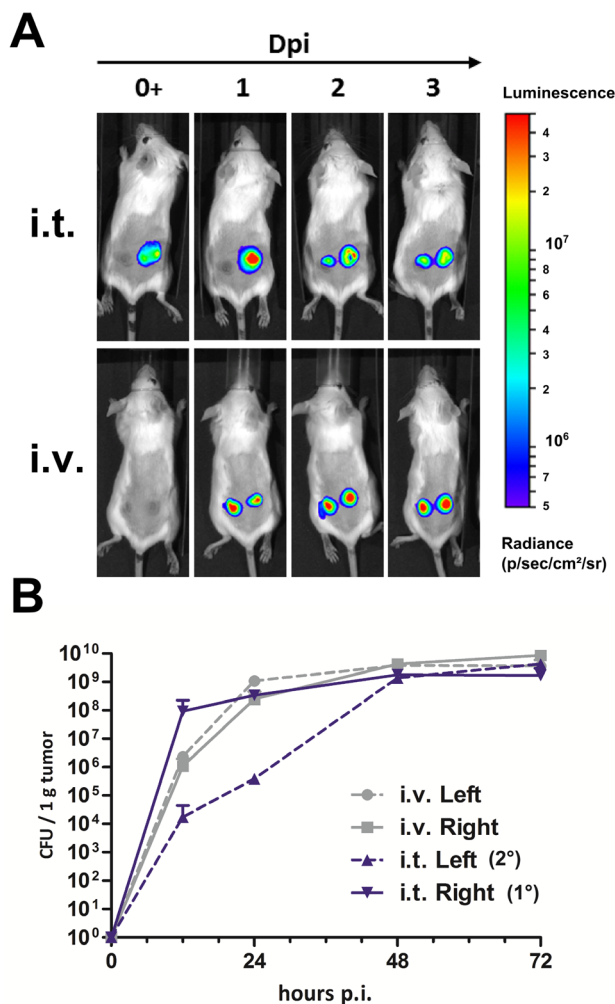 A
Dpi
0+ 1 2 3
Luminescence
i.t.
i.v.
4
3
2
10⁷
8
6
4
3
2
10⁶
8
7
6
5
Radiance
(p/sec/cm²/sr)
B
CFU / 1 g tumor
10¹⁰
10⁹
10⁸
10⁷
10⁶
10⁵
10⁴
10³
10²
10¹
10⁰
i.v. Left
i.v. Right
i.t. Left (2°)
i.t. Right (1°)
0 24 48 72
hours p.i.